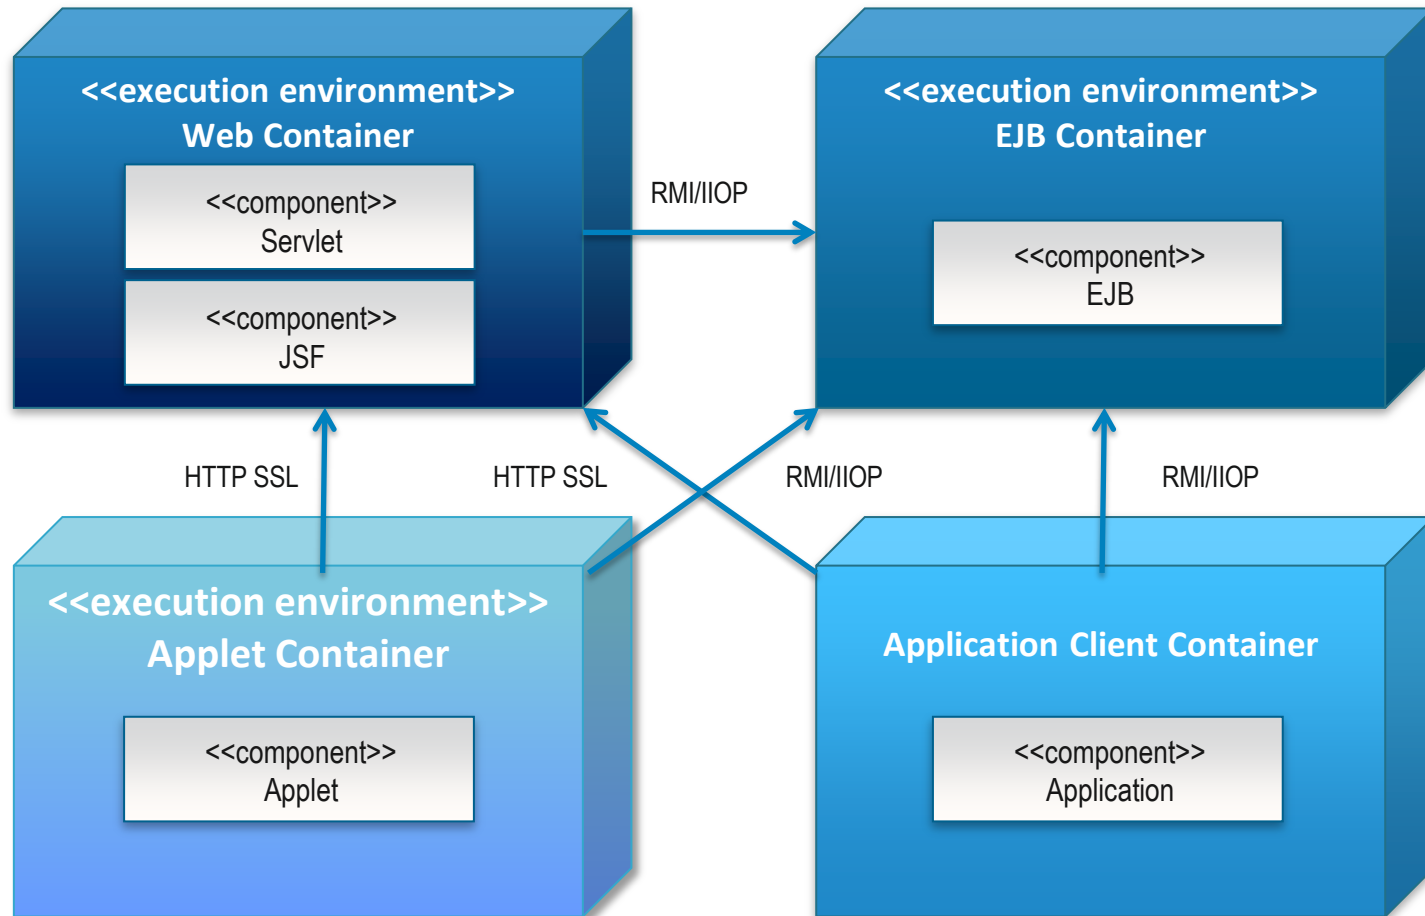 <<execution environment>>
Web Container
<<component>>
Servlet
<<component>>
JSF
RMI/IIOP
<<execution environment>>
EJB Container
<<component>>
EJB
HTTP SSL
HTTP SSL
RMI/IIOP
RMI/IIOP
<<execution environment>>
Applet Container
<<component>>
Applet
Application Client Container
<<component>>
Application